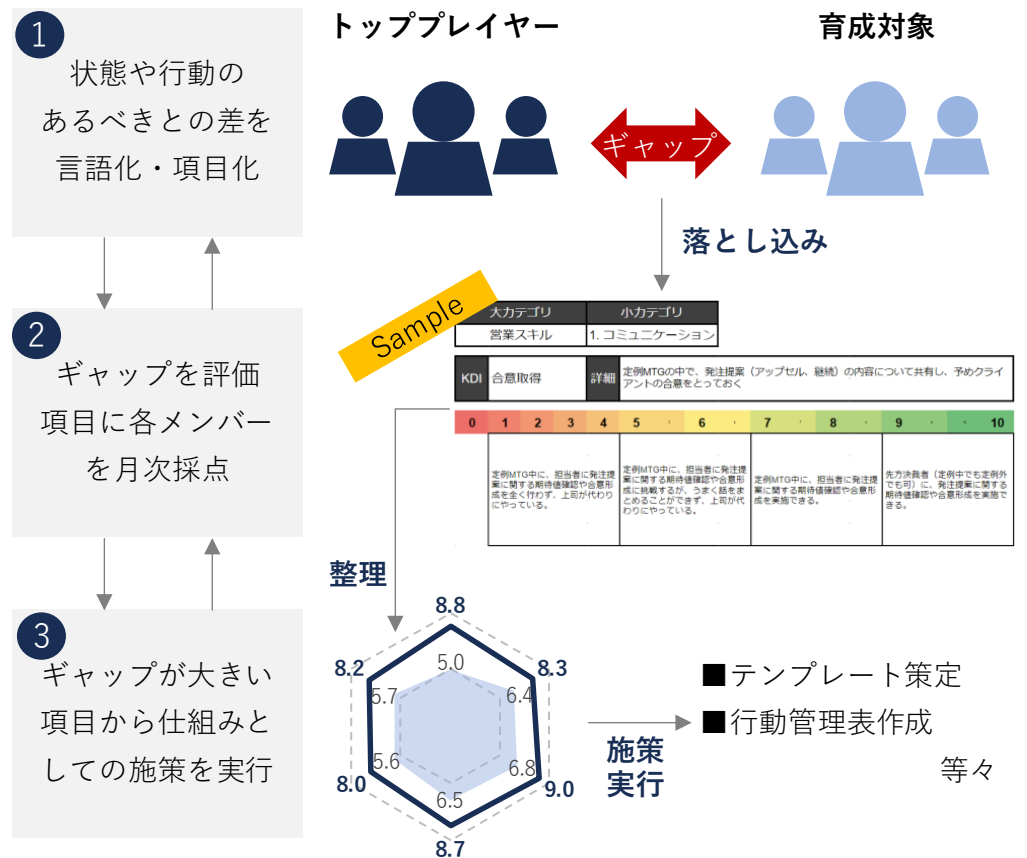 1
状態や行動の
あるべきとの差を
言語化・項目化
トッププレイヤー
育成対象
ギャップ
落とし込み
2
ギャップを評価
項目に各メンバー
を月次採点
Sample
大カテゴリ 小カテゴリ
営業スキル 1. コミュニケーション
KDI 合意取得 詳細
定例MTGの中で、発注提案（アップセル、継続）の内容について共有し、予めクライ
アントの合意をとっておく
0 1 2 3 4 5 ・ 6 ・ 7 ・ 8 ・ 9 ・ ・ 10
定例MTG中に、担当者に発注提
案に関する期待値確認や合意形
成を全く行わず、上司が代わり
にやっている。
定例MTG中に、担当者に発注提
案に関する期待値確認や合意形
成に挑戦するが、うまく話をま
とめることができず、上司が代
わりにやっている。
定例MTG中に、担当者に発注提
案に関する期待値確認や合意形
成を実施できる。
先方決裁者（定例中でも定例外
でも可）に、発注提案に関する
期待値確認や合意形成を実施で
きる。
整理
3
ギャップが大きい
項目から仕組みと
しての施策を実行
8.8
8.2
5.0
8.3
5.7
6.4
5.6
6.8
8.0
6.5
9.0
8.7
施策
実行
■テンプレート策定
■行動管理表作成
等々